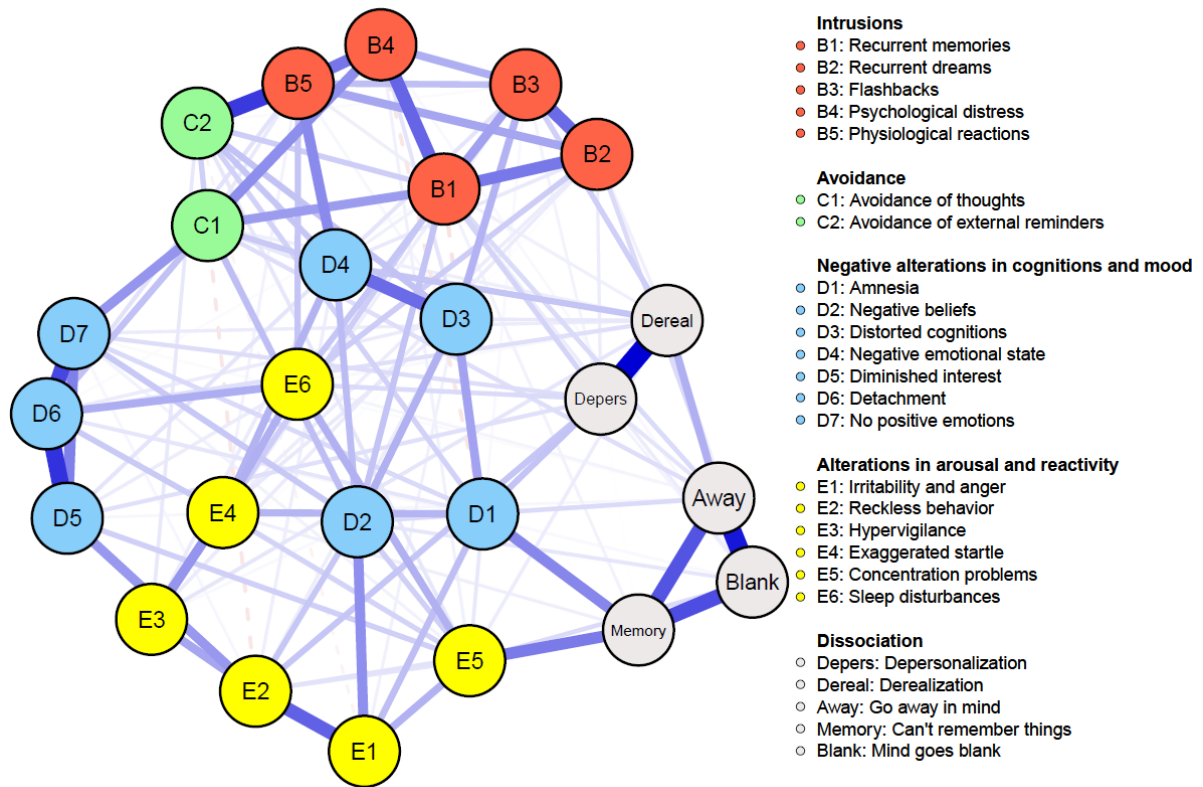 B4
B5
B3
C2
B2
B1
C1
D4
D3
Dereal
D7
E6
Depers
D6
Away
E4
D2
D1
D5
Blank
E3
Memory
E5
E2
E1
Intrusions
B1: Recurrent memories
B2: Recurrent dreams
B3: Flashbacks
B4: Psychological distress
B5: Physiological reactions
Avoidance
C1: Avoidance of thoughts
C2: Avoidance of external reminders
Negative alterations in cognitions and mood
D1: Amnesia
D2: Negative beliefs
D3: Distorted cognitions
D4: Negative emotional state
D5: Diminished interest
D6: Detachment
D7: No positive emotions
Alterations in arousal and reactivity
E1: Irritability and anger
E2: Reckless behavior
E3: Hypervigilance
E4: Exaggerated startle
E5: Concentration problems
E6: Sleep disturbances
Dissociation
Depers: Depersonalization
Dereal: Derealization
Away: Go away in mind
Memory: Can't remember things
Blank: Mind goes blank